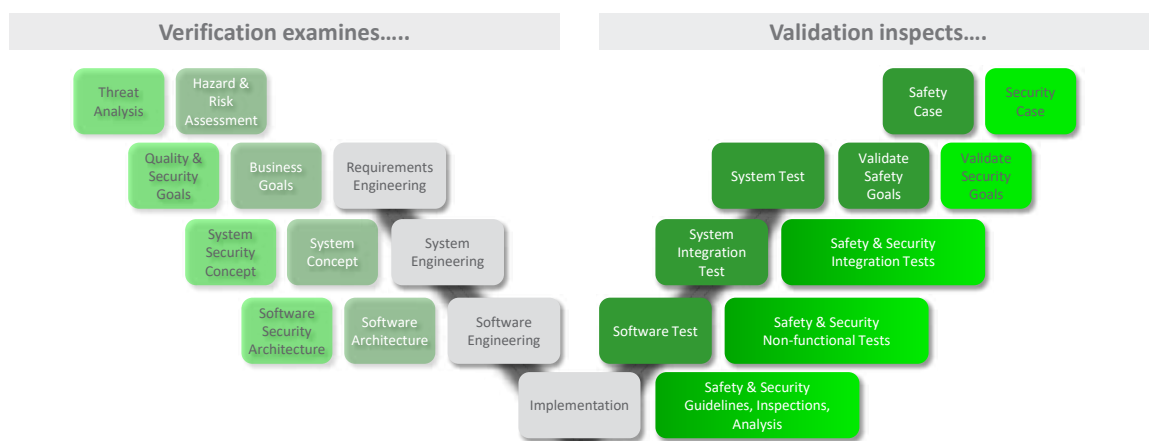 Verification examines.....
Validation inspects....
Threat
Analysis
Hazard &
Risk
Assessment
Safety
Case
Security
Case
Quality &
Security
Goals
Business
Goals
Requirements
Engineering
System Test
Validate
Safety
Goals
Validate
Security
Goals
System
Security
Concept
System
Concept
System
Engineering
System
Integration
Test
Safety & Security
Integration Tests
Software
Security
Architecture
Software
Architecture
Software
Engineering
Software Test
Safety & Security
Non-functional Tests
Implementation
Safety & Security
Guidelines, Inspections,
Analysis